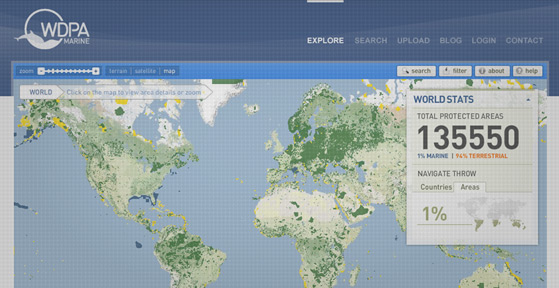 WDPA
MARINE
EXPLORE SEARCH UPLOAD BLOG LOGIN CONTACT
zoom terrain | satellite | map search filter about help
WORLD Click on the map to view area details or zoom
WORLD STATS
TOTAL PROTECTED AREAS
135550
1% MARINE | 94% TERRESTRIAL
NAVIGATE THROW
Countries Areas
1%